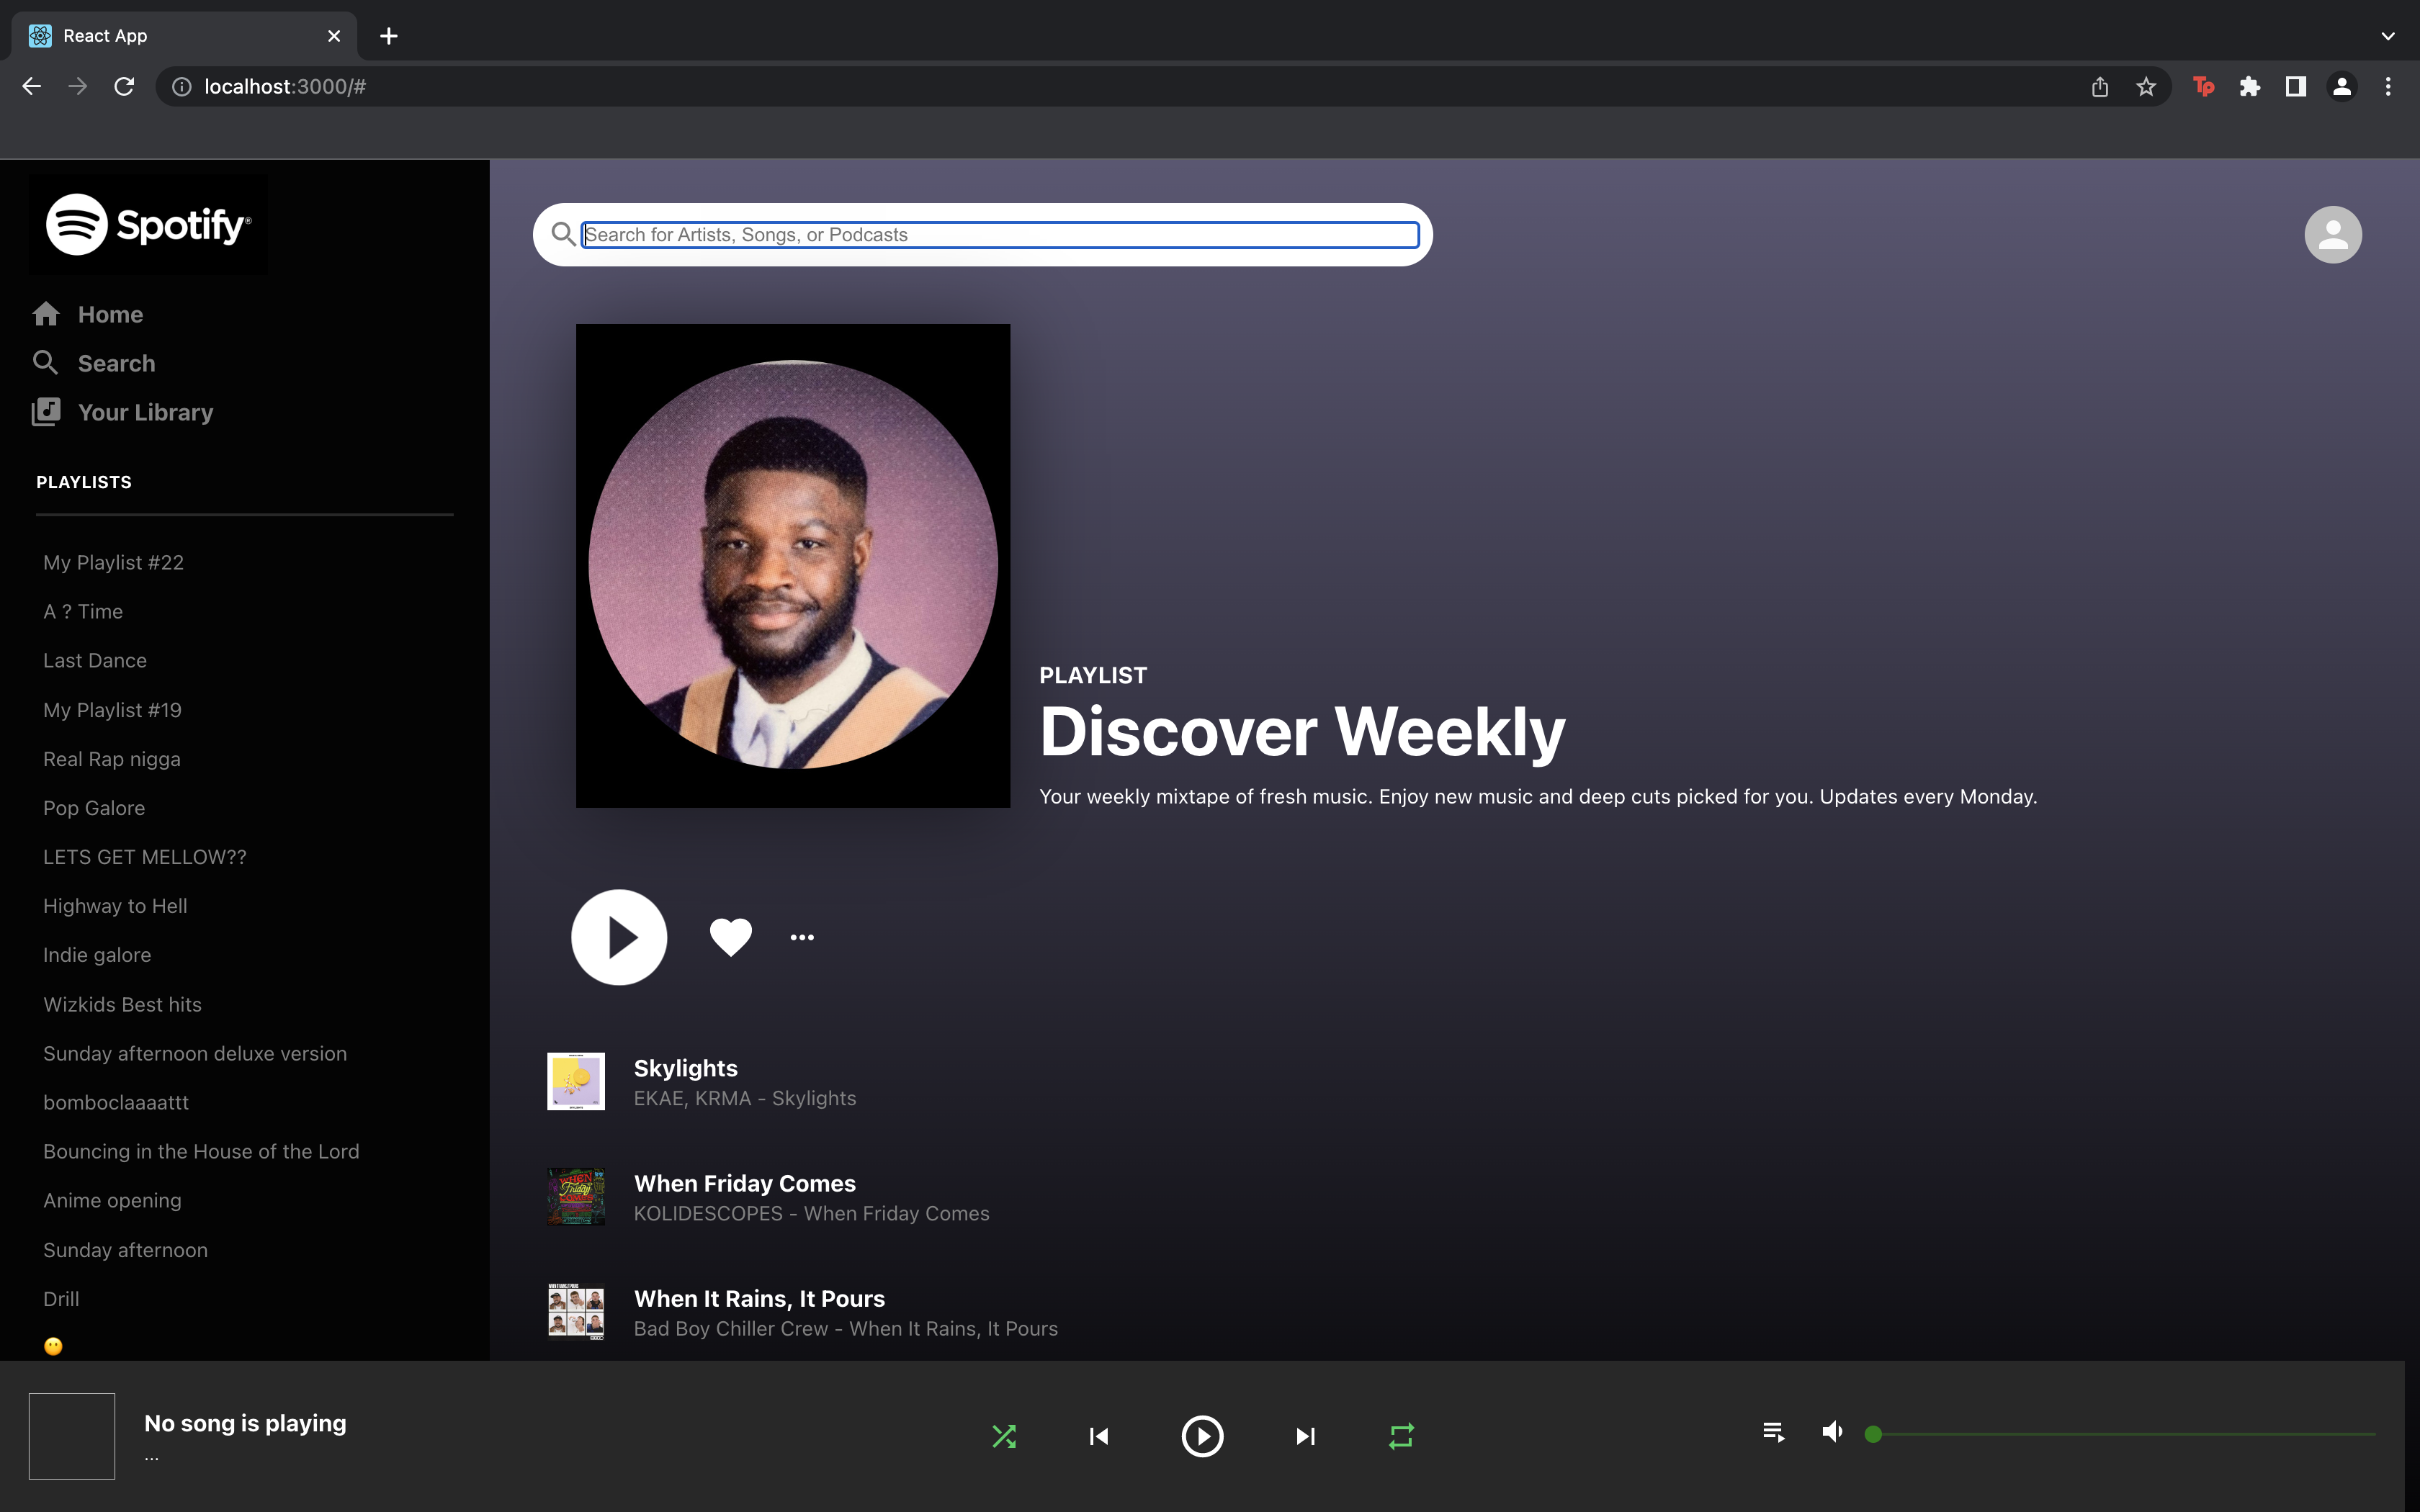 React App
localhost:3000/#
Tp
Spotify®
Search for Artists, Songs, or Podcasts
Home
Search
Your Library
PLAYLISTS
My Playlist #22
A ? Time
Last Dance
My Playlist #19
Real Rap nigga
Pop Galore
LETS GET MELLOW??
Highway to Hell
Indie galore
Wizkids Best hits
Sunday afternoon deluxe version
bomboclaaaattt
Bouncing in the House of the Lord
Anime opening
Sunday afternoon
Drill
😶
PLAYLIST
Discover Weekly
Your weekly mixtape of fresh music. Enjoy new music and deep cuts picked for you. Updates every Monday.
Skylights
EKAE, KRMA - Skylights
WHEN Friday COMES
When Friday Comes
KOLIDESCOPES - When Friday Comes
When It Rains, It Pours
Bad Boy Chiller Crew - When It Rains, It Pours
No song is playing
...